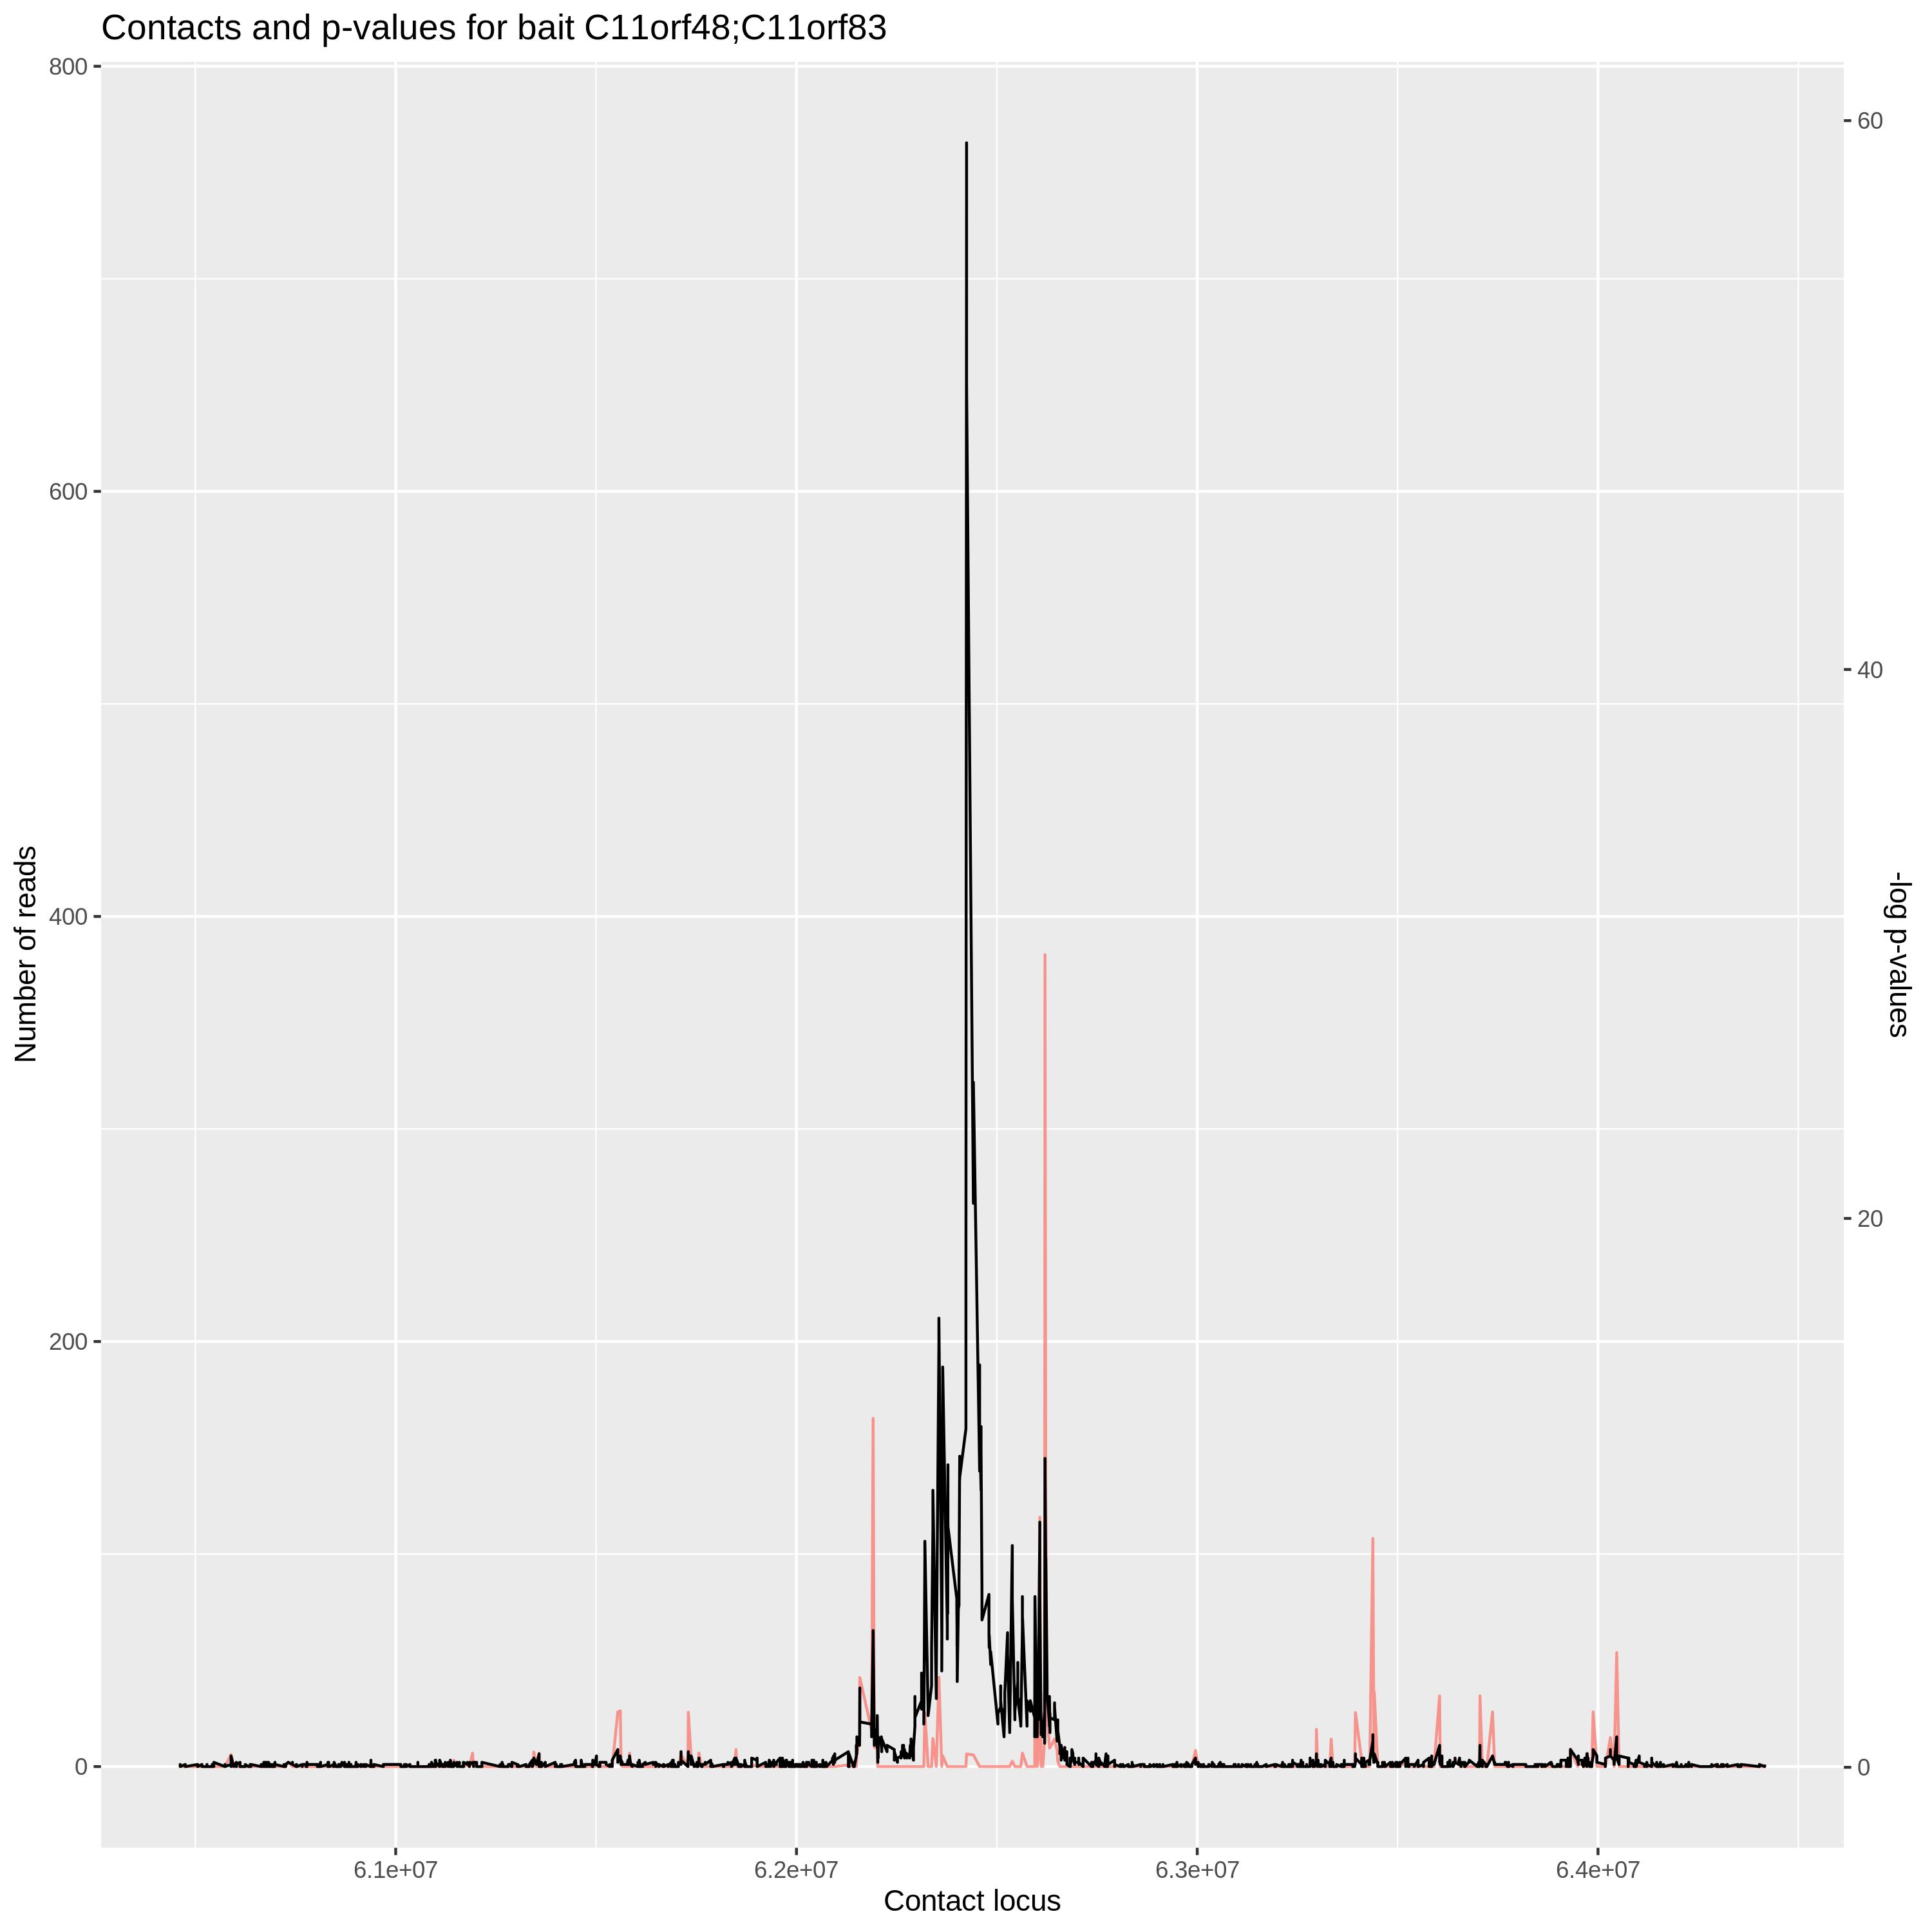 Contacts and p-values for bait C11orf48;C11orf83
800
600
400
200
0
Number of reads
60
40
20
0
-log p-values
6.1e+07
6.2e+07
6.3e+07
6.4e+07
Contact locus